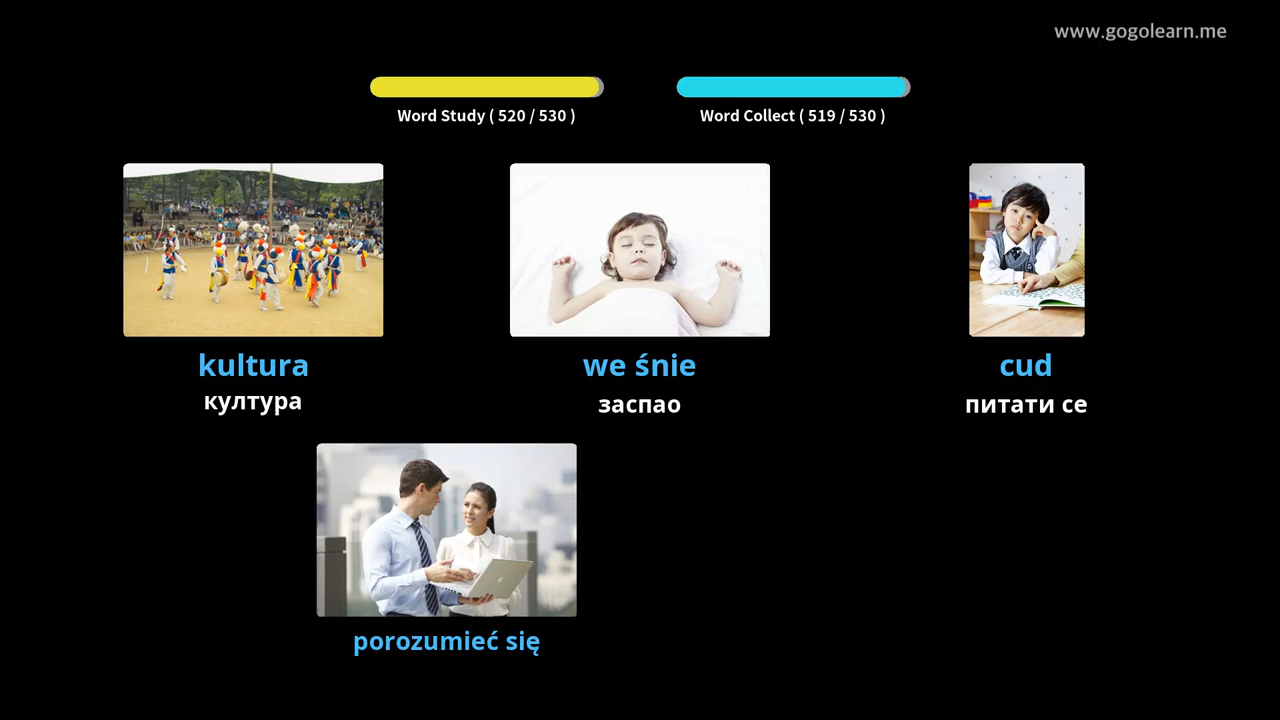 www.gogolearn.me
Word Study ( 520 / 530 )
Word Collect ( 519 / 530 )
kultura
we śnie
cud
култура
заспао
питати се
porozumieć się